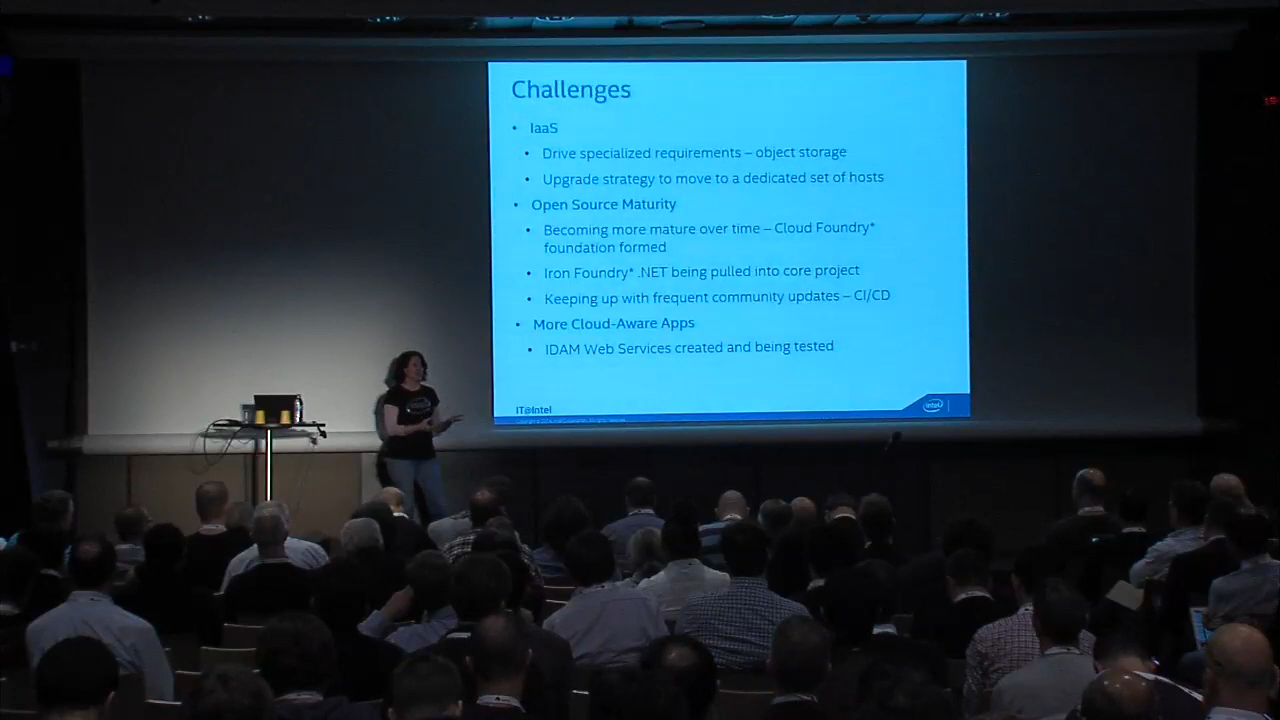 Challenges
• IaaS
• Drive specialized requirements – object storage
• Upgrade strategy to move to a dedicated set of hosts
• Open Source Maturity
• Becoming more mature over time – Cloud Foundry*
foundation formed
• Iron Foundry* .NET being pulled into core project
• Keeping up with frequent community updates – CI/CD
• More Cloud-Aware Apps
• IDAM Web Services created and being tested
IT@Intel
intel